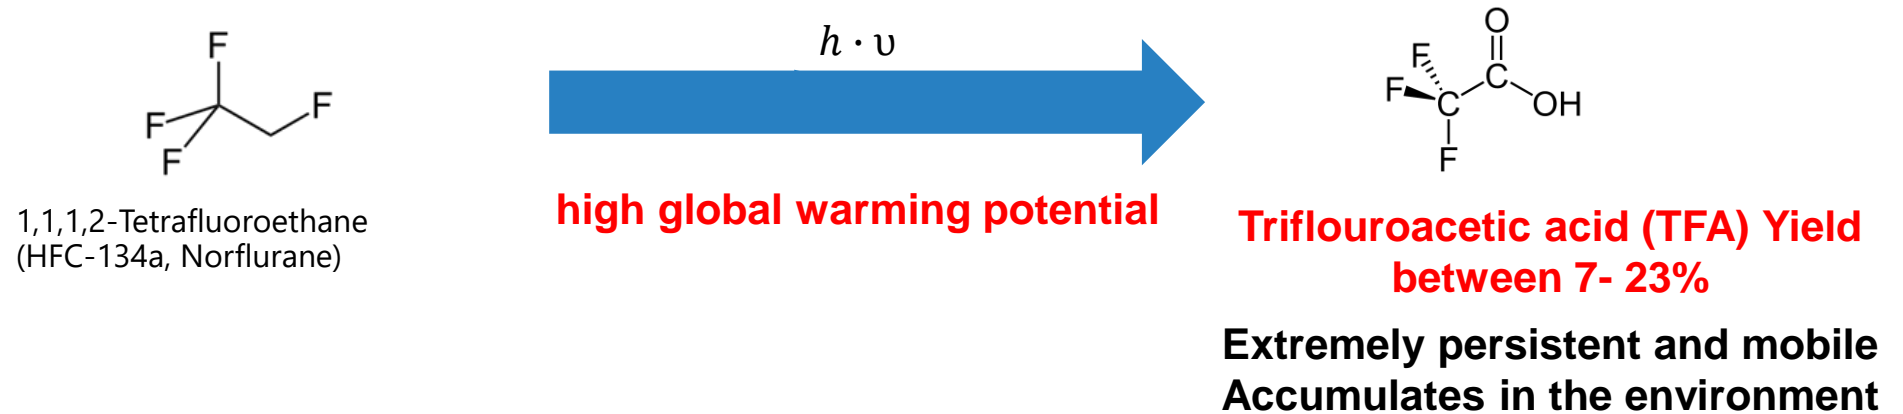 F
F
F
F
1,1,1,2-Tetrafluoroethane
(HFC-134a, Norflurane)
h · υ
high global warming potential
O
F
F
C
C
OH
F
Triflouroacetic acid (TFA) Yield
between 7- 23%
Extremely persistent and mobile
Accumulates in the environment